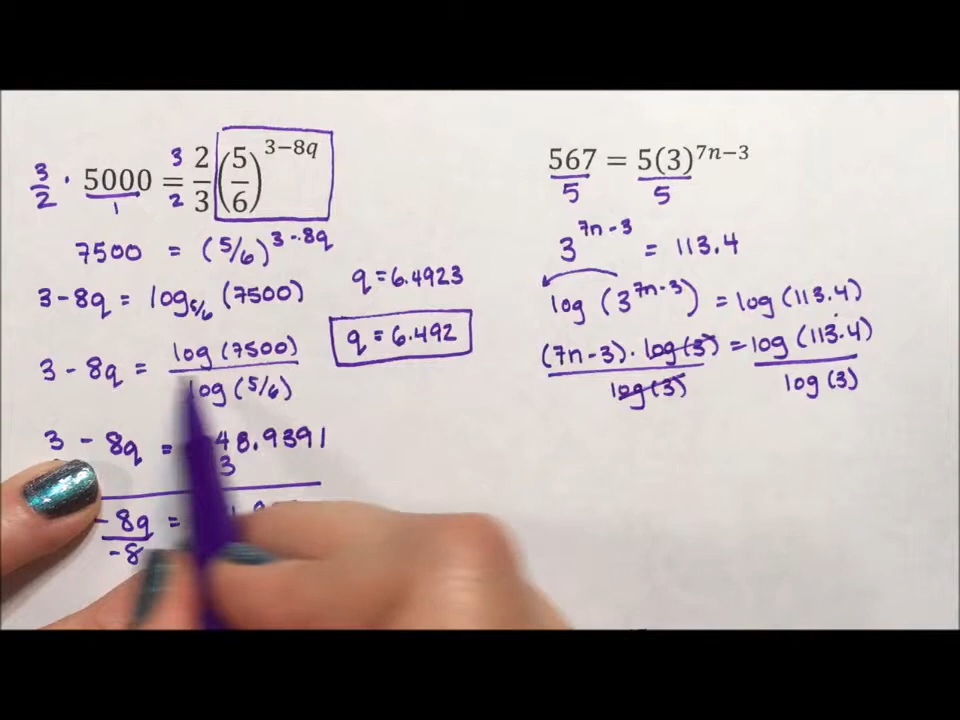 3/2 · 5000 = 2/3 (5/6)^{3−8q}
1
3
2
7500 = (5/6)^{3-8q}
3-8q = log_{5/6} (7500)
3-8q = log (7500) / log (5/6)
3 - 8q = 48.9391
3
-8q =
-8
q = 6.4923
q = 6.492
567 = 5(3)^{7n−3}
5 5
3^{7n-3} = 113.4
log (3^{7n-3}) = log (113.4)
(7n-3) · log (3) = log (113.4)
log (3) log (3)